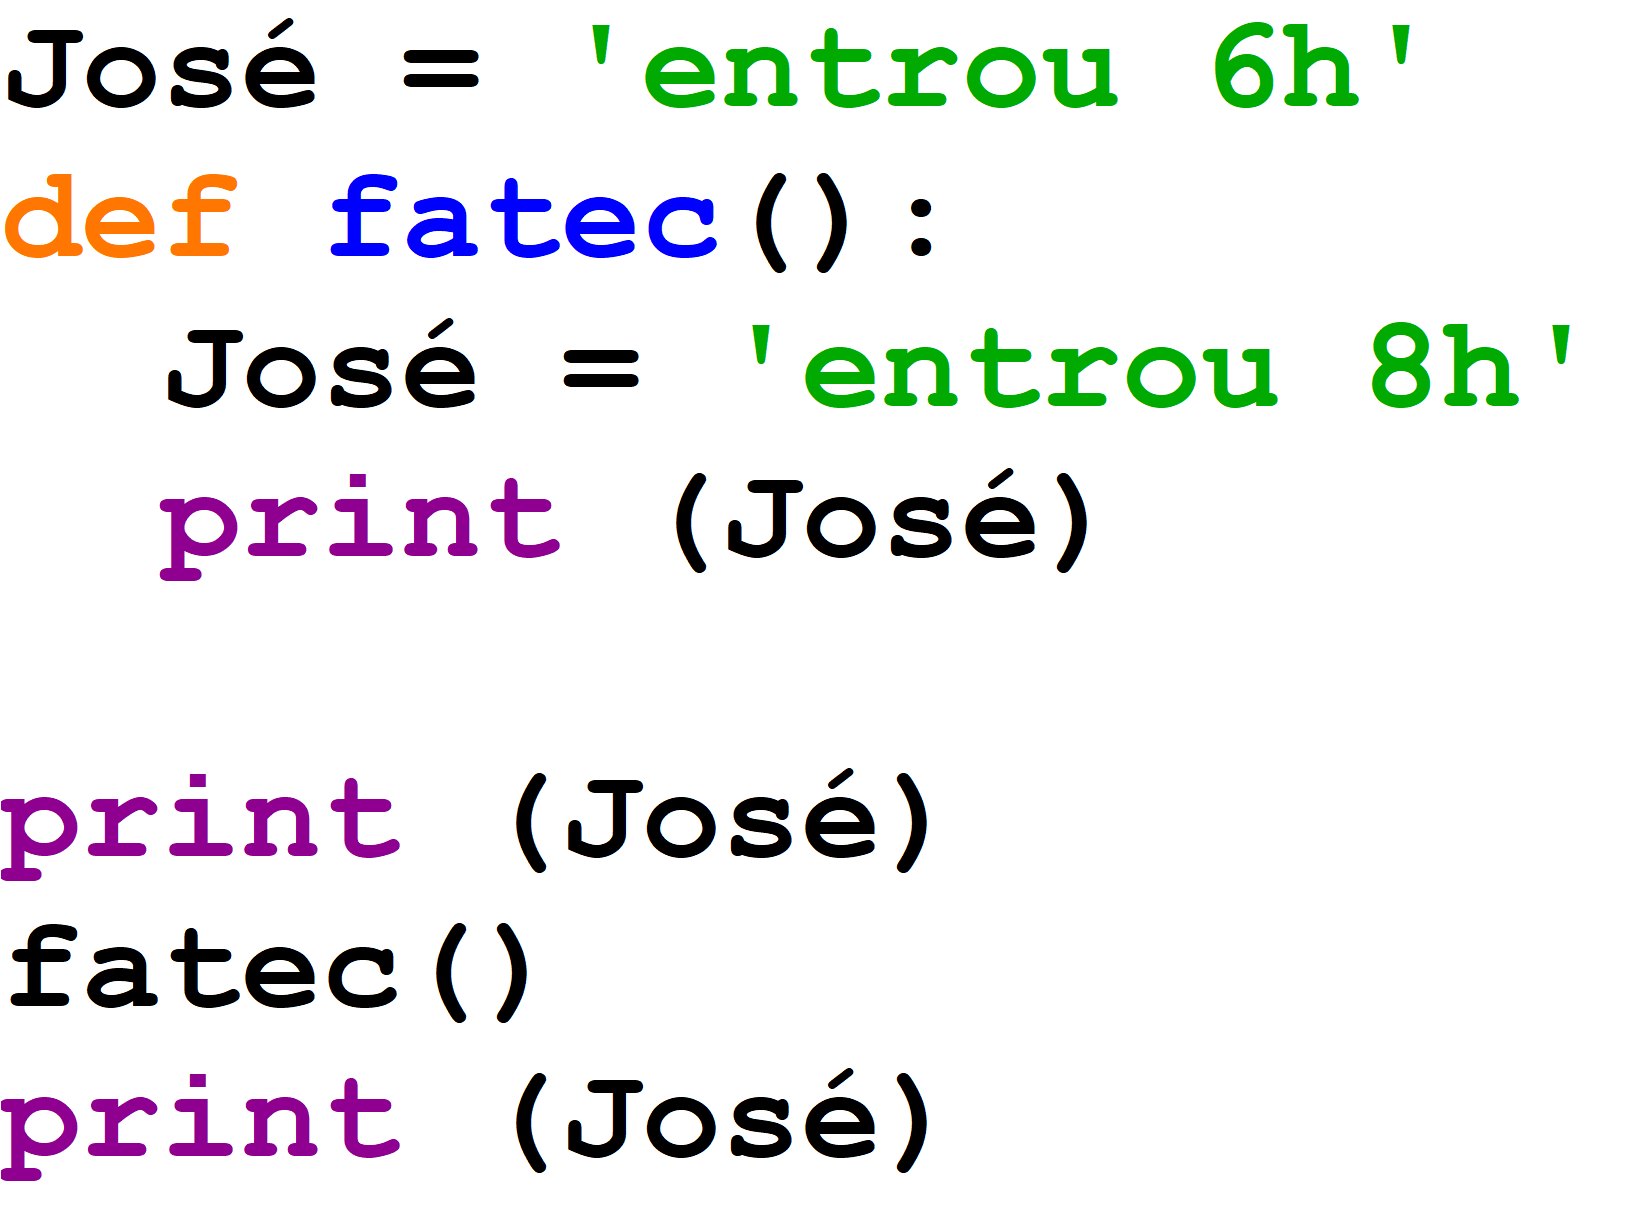 José = 'entrou 6h'
def fatec():
  José = 'entrou 8h'
  print (José)

print (José)
fatec()
print (José)